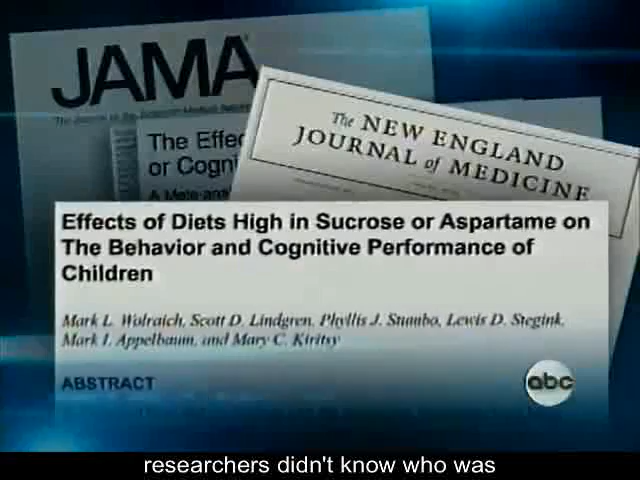 JAMA
The Effec
or Cogni
A Meta-ana
The NEW ENGLAND
JOURNAL of MEDICINE
Effects of Diets High in Sucrose or Aspartame on
The Behavior and Cognitive Performance of
Children
Mark L. Wolraich, Scott D. Lindgren, Phyllis J. Stumbo, Lewis D. Stegink,
Mark I. Appelbaum, and Mary C. Kiritsy
ABSTRACT
abc
researchers didn't know who was